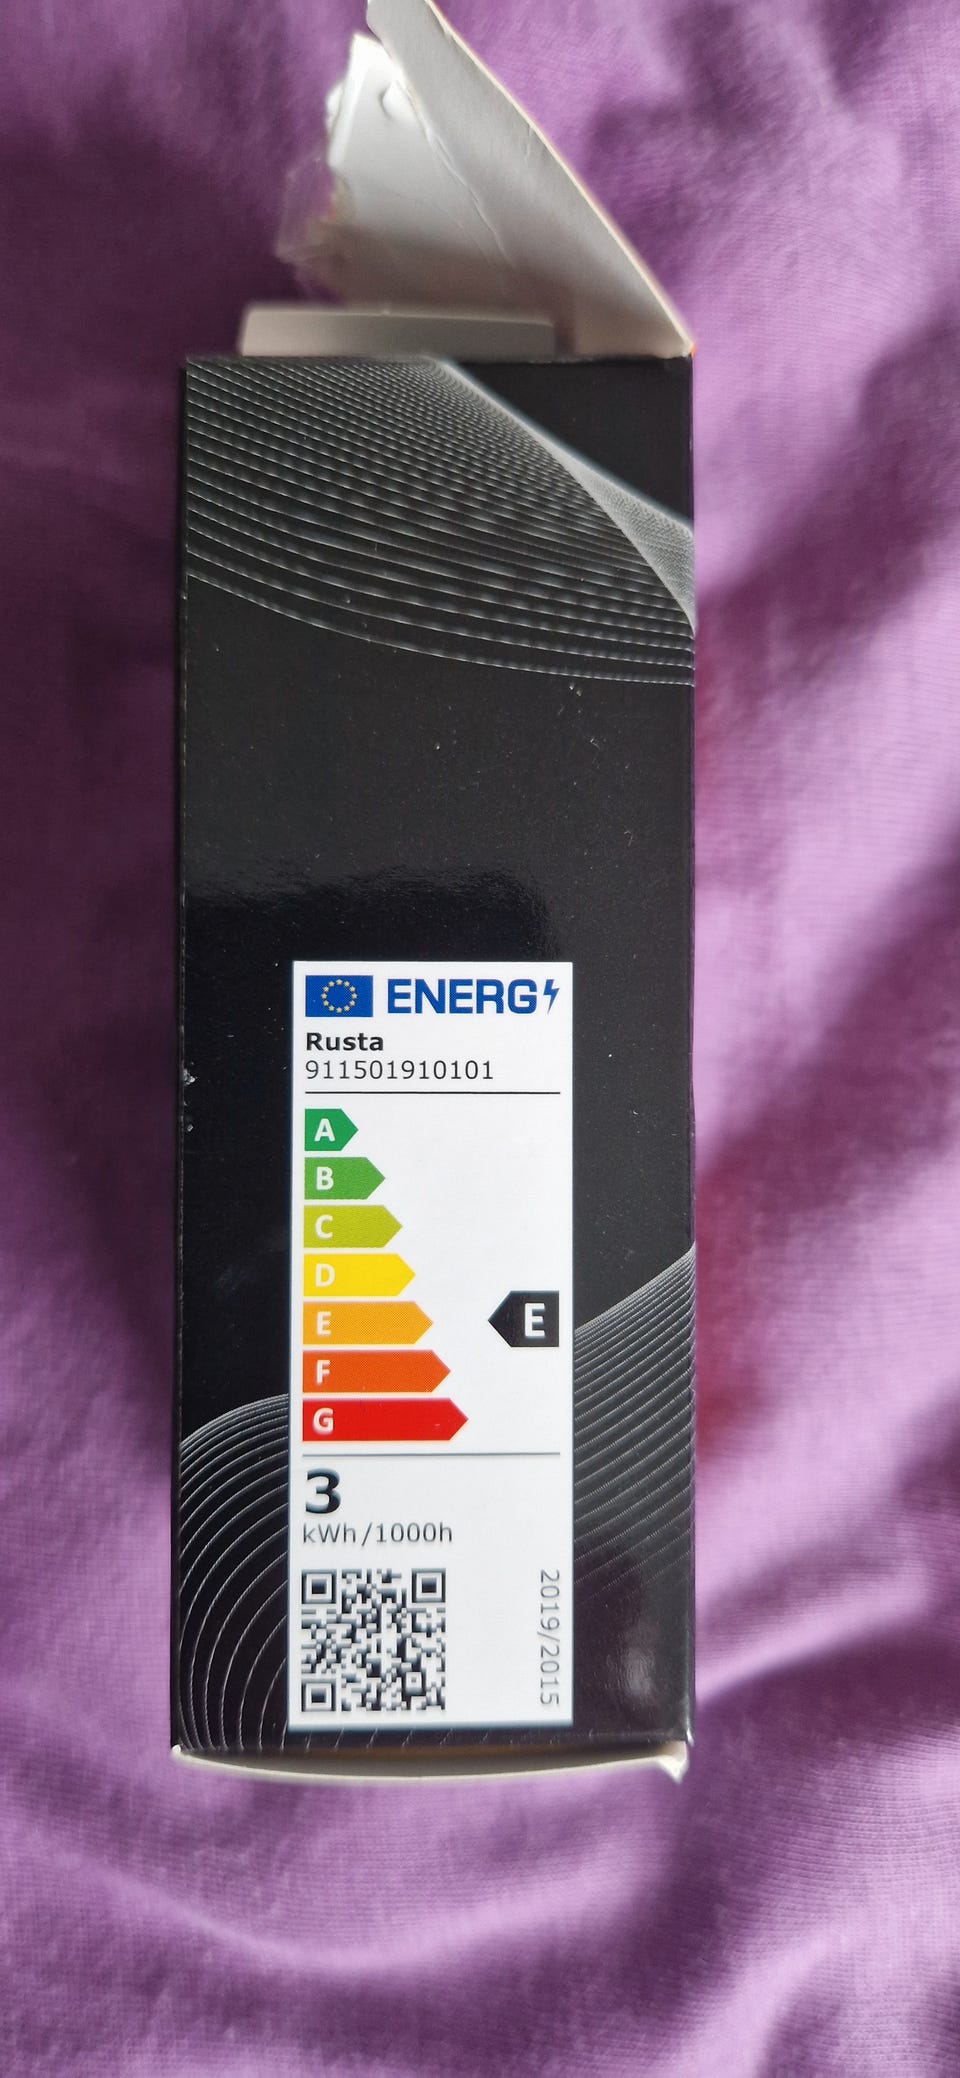 ENERG
Rusta
911501910101
A
B
C
D
E
E
F
G
3
kWh/1000h
2019/2015